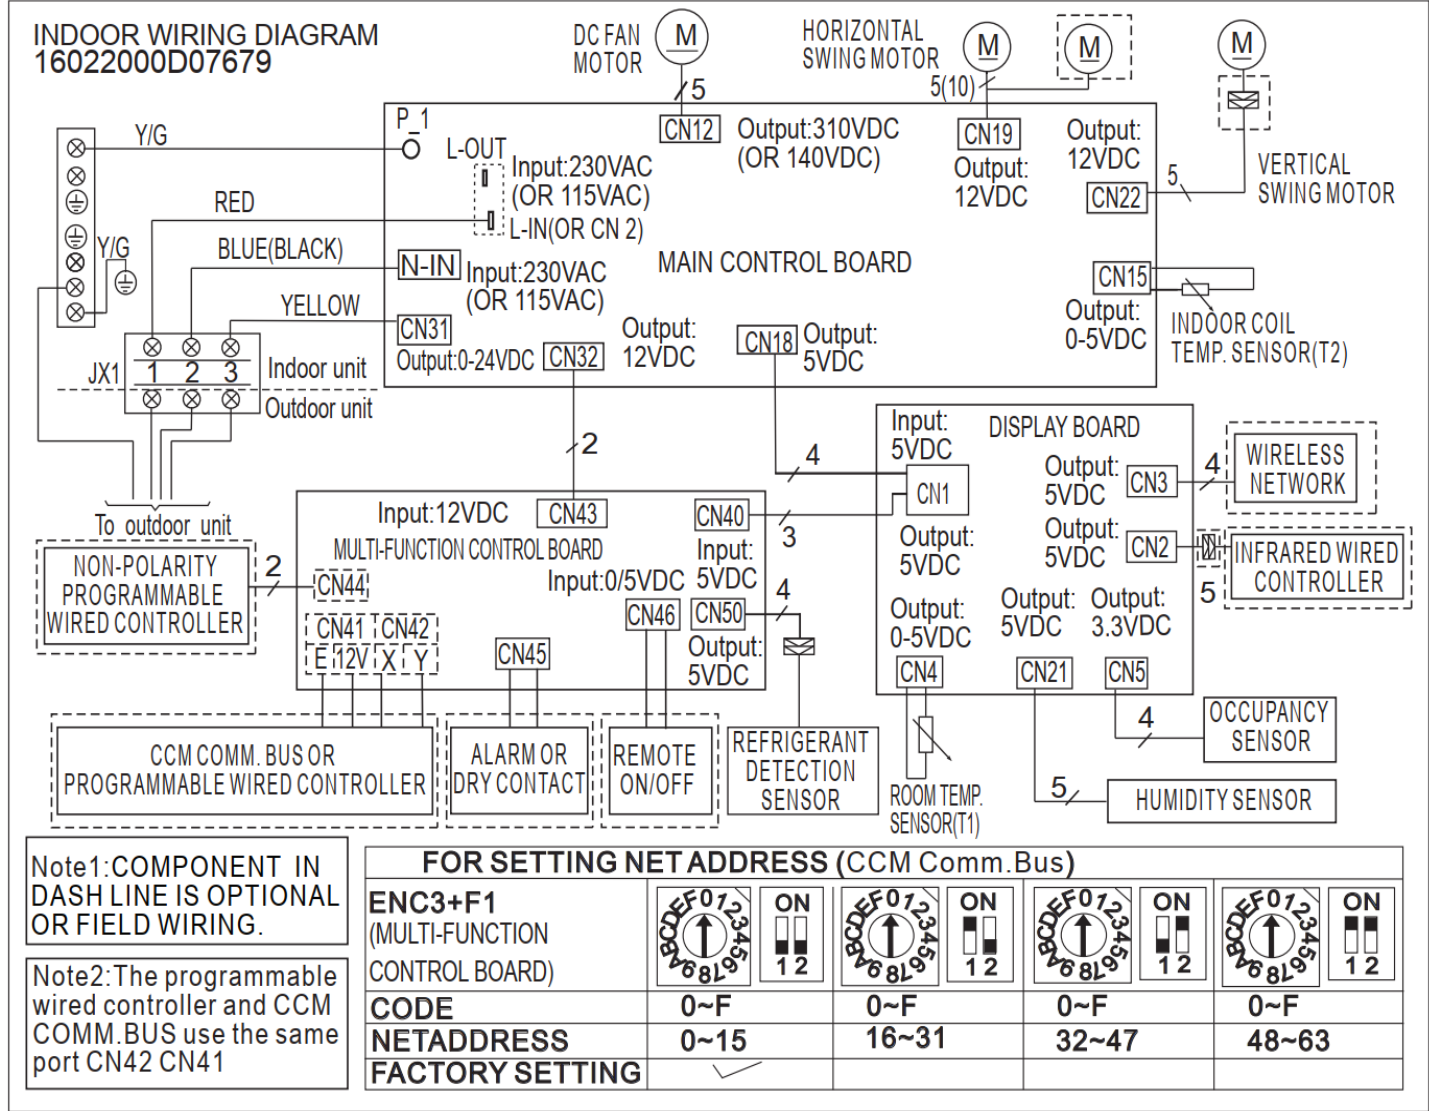 INDOOR WIRING DIAGRAM
16022000D07679
DC FAN
MOTOR
M
HORIZONTAL
SWING MOTOR
M
M
M
5
5(10)
P_1
Y/G
L-OUT
CN12
Output:310VDC
(OR 140VDC)
CN19
Output:
12VDC
Output:
12VDC
CN22
5
VERTICAL
SWING MOTOR
Input:230VAC
(OR 115VAC)
RED
L-IN(OR CN 2)
Y/G
BLUE(BLACK)
N-IN
Input:230VAC
(OR 115VAC)
MAIN CONTROL BOARD
CN15
Output:
0-5VDC
INDOOR COIL
TEMP. SENSOR(T2)
YELLOW
CN31
Output:0-24VDC
CN32
Output:
12VDC
CN18
Output:
5VDC
JX1
1 2 3
Indoor unit
Outdoor unit
2
4
Input:
5VDC
DISPLAY BOARD
CN1
Output:
5VDC
CN3
4
WIRELESS
NETWORK
Output:
5VDC
CN2
5
INFRARED WIRED
CONTROLLER
To outdoor unit
Input:12VDC
CN43
CN40
3
MULTI-FUNCTION CONTROL BOARD
Input:
5VDC
Output:
5VDC
NON-POLARITY
PROGRAMMABLE
WIRED CONTROLLER
2
CN44
Input:0/5VDC
CN46
CN50
4
Output:
5VDC
CN41 CN42
E 12V X Y
CN45
Output:
0-5VDC
CN4
Output:
5VDC
CN21
Output:
3.3VDC
CN5
CCM COMM. BUS OR
PROGRAMMABLE WIRED CONTROLLER
ALARM OR
DRY CONTACT
REMOTE
ON/OFF
REFRIGERANT
DETECTION
SENSOR
ROOM TEMP.
SENSOR(T1)
4
OCCUPANCY
SENSOR
5
HUMIDITY SENSOR
Note1:COMPONENT IN
DASH LINE IS OPTIONAL
OR FIELD WIRING.
Note2:The programmable
wired controller and CCM
COMM.BUS use the same
port CN42 CN41
FOR SETTING NET ADDRESS (CCM Comm.Bus)
ENC3+F1
(MULTI-FUNCTION
CONTROL BOARD)
0123456789ABCDEF
ON
1 2
0123456789ABCDEF
ON
1 2
0123456789ABCDEF
ON
1 2
0123456789ABCDEF
ON
1 2
CODE 0~F 0~F 0~F 0~F
NETADDRESS 0~15 16~31 32~47 48~63
FACTORY SETTING